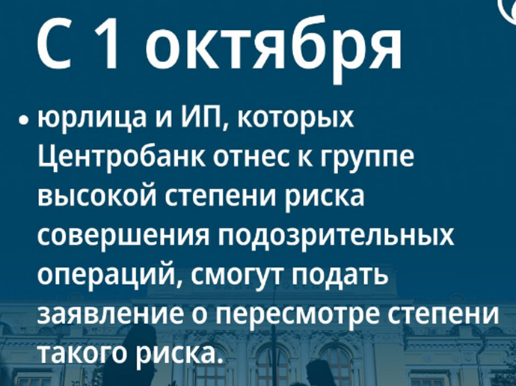 С 1 октября
• юрлица и ИП, которых
Центробанк отнес к группе
высокой степени риска
совершения подозрительных
операций, смогут подать
заявление о пересмотре степени
такого риска.